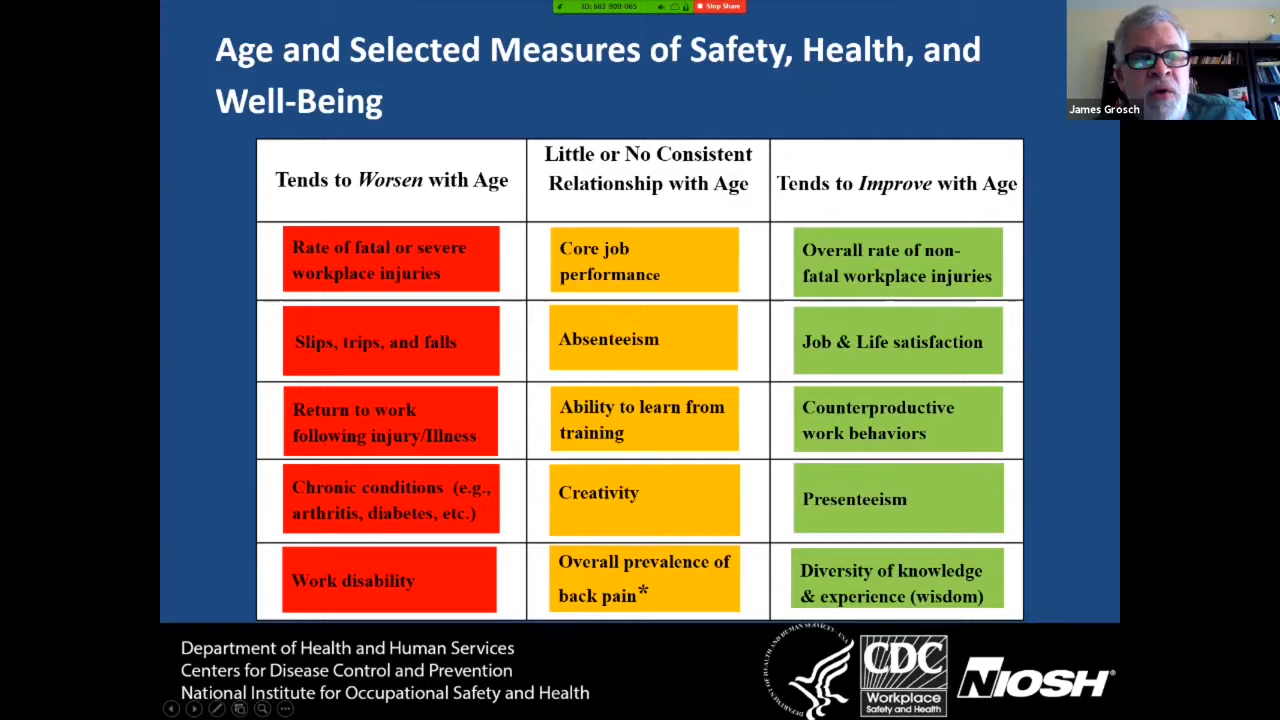 ID: 683-900-065 Stop Share
Age and Selected Measures of Safety, Health, and
Well-Being
James Grosch
Tends to Worsen with Age
Little or No Consistent
Relationship with Age
Tends to Improve with Age
Rate of fatal or severe
workplace injuries
Core job
performance
Overall rate of non-
fatal workplace injuries
Slips, trips, and falls
Absenteeism
Job & Life satisfaction
Return to work
following injury/Illness
Ability to learn from
training
Counterproductive
work behaviors
Chronic conditions (e.g.,
arthritis, diabetes, etc.)
Creativity
Presenteeism
Work disability
Overall prevalence of
back pain*
Diversity of knowledge
& experience (wisdom)
Department of Health and Human Services
Centers for Disease Control and Prevention
National Institute for Occupational Safety and Health
CDC
Workplace
Safety and Health
NIOSH®